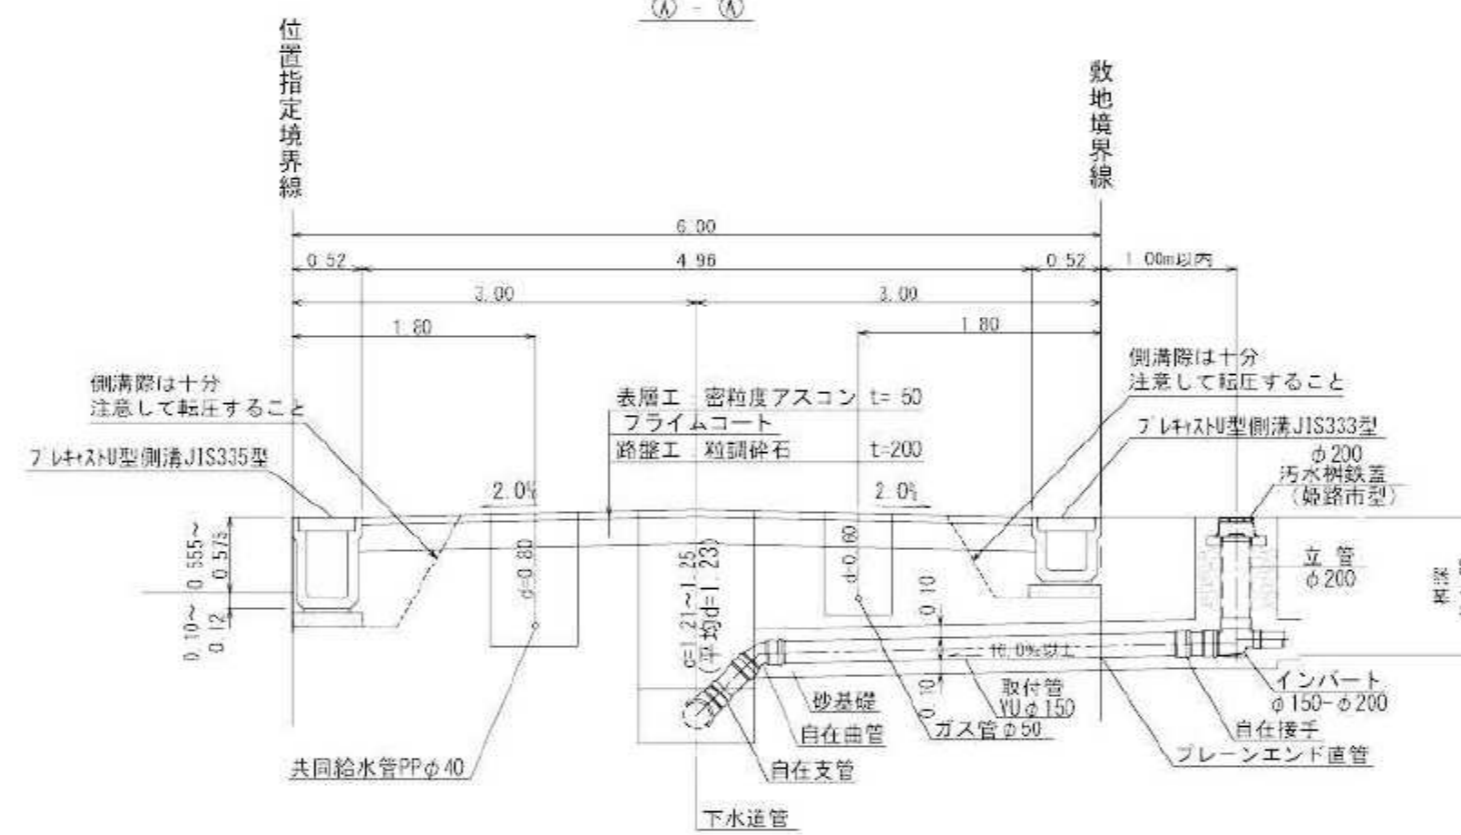 Ⓐ - Ⓐ
位置指定境界線
敷地境界線
6.00
0.52
4.96
0.52
1.00m以内
3.00
3.00
1.80
1.80
側溝際は十分
注意して転圧すること
プレキャストU型側溝JIS335型
表層工 密粒度アスコン t= 50
プライムコート
路盤工 粒調砕石 t=200
側溝際は十分
注意して転圧すること
プレキャストU型側溝JIS333型
φ200
汚水桝鉄蓋
(姫路市型)
2.0%
2.0%
0.555~
0.575
0.10~
0.12
d=0.80
d=1.21~1.25
(平均d=1.23)
d=0.60
0.10
0.10
10.0‰以上
立管
φ200
インバート
φ150-φ200
砂基礎
取付管
VUφ150
自在曲管
ガス管φ50
自在接手
プレーンエンド直管
自在支管
共同給水管PPφ40
下水道管